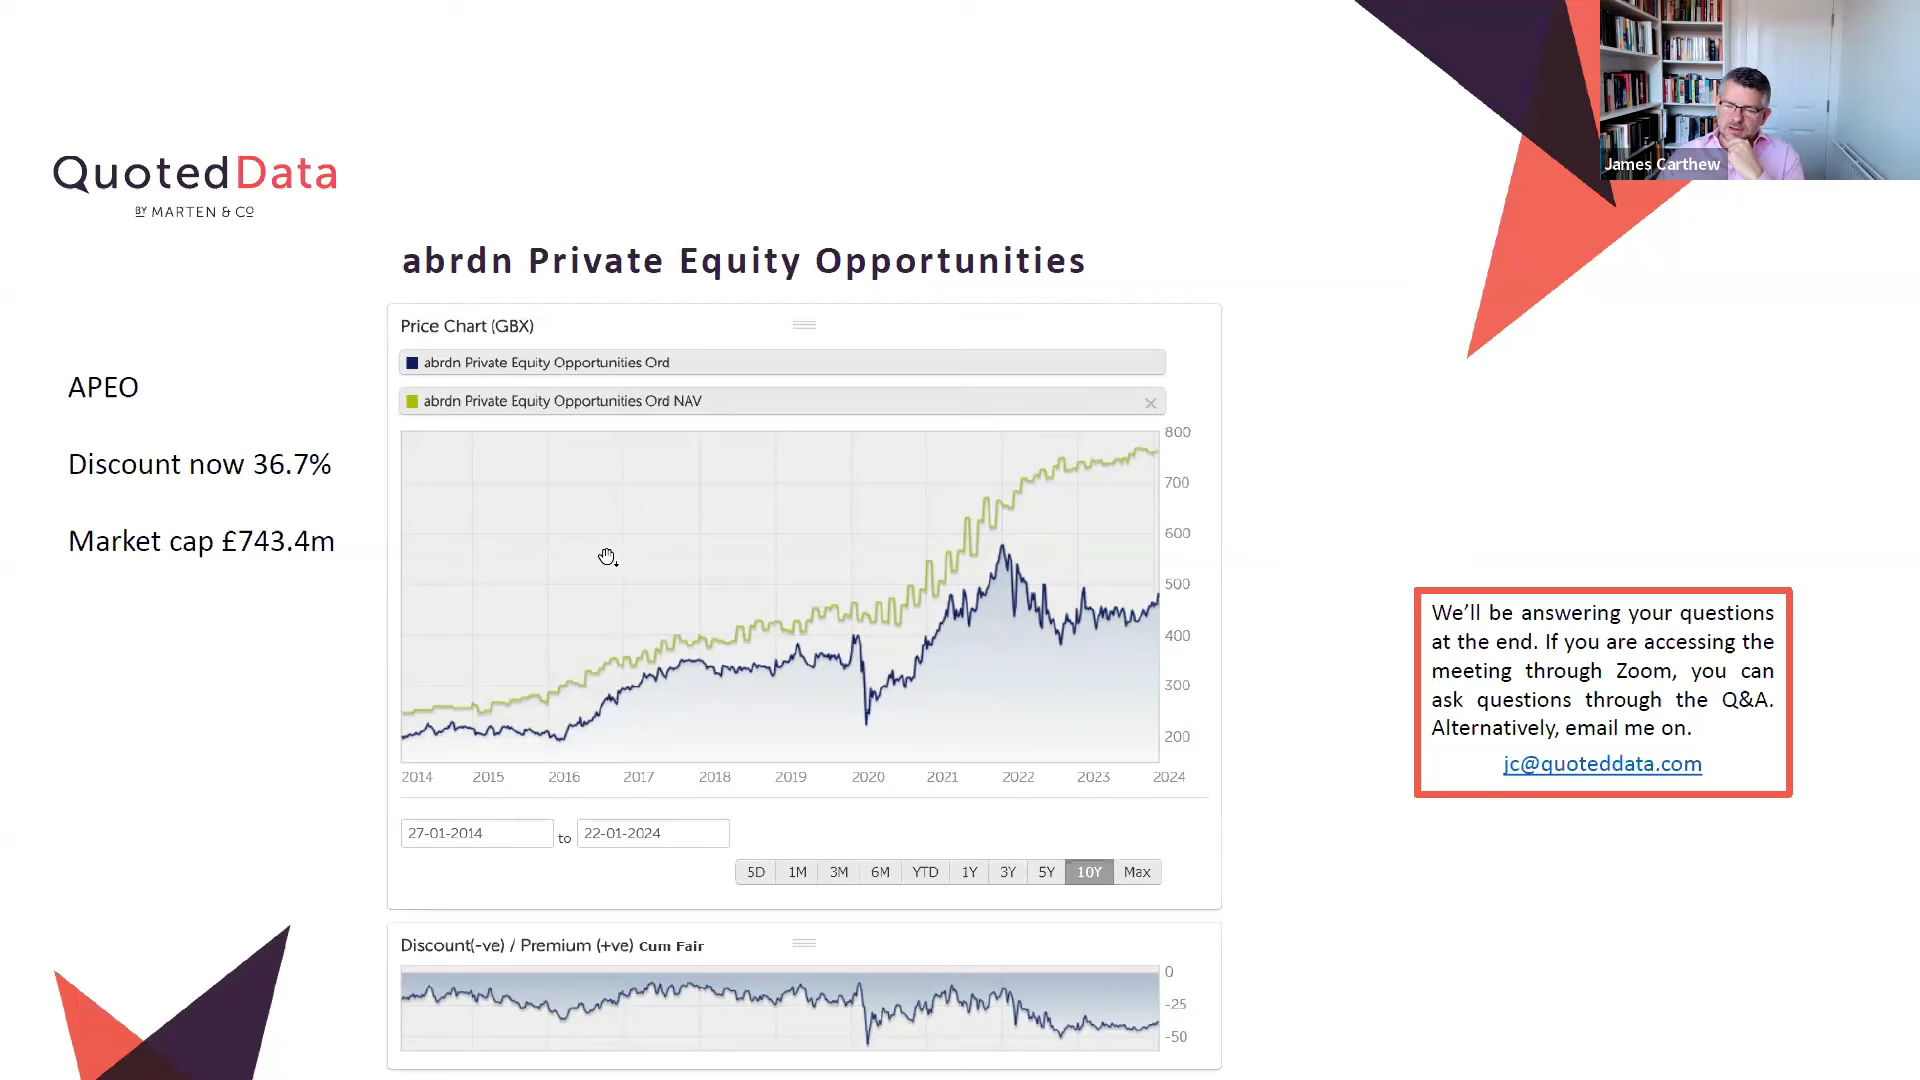 James Carthew
QuotedData
BY MARTEN & CO
abrdn Private Equity Opportunities
APEO
Discount now 36.7%
Market cap £743.4m
Price Chart (GBX)
abrdn Private Equity Opportunities Ord
abrdn Private Equity Opportunities Ord NAV
800
700
600
500
400
300
200
2014 2015 2016 2017 2018 2019 2020 2021 2022 2023 2024
27-01-2014 to 22-01-2024
5D 1M 3M 6M YTD 1Y 3Y 5Y 10Y Max
Discount(-ve) / Premium (+ve) Cum Fair
0
-25
-50
We’ll be answering your questions
at the end. If you are accessing the
meeting through Zoom, you can
ask questions through the Q&A.
Alternatively, email me on.
jc@quoteddata.com